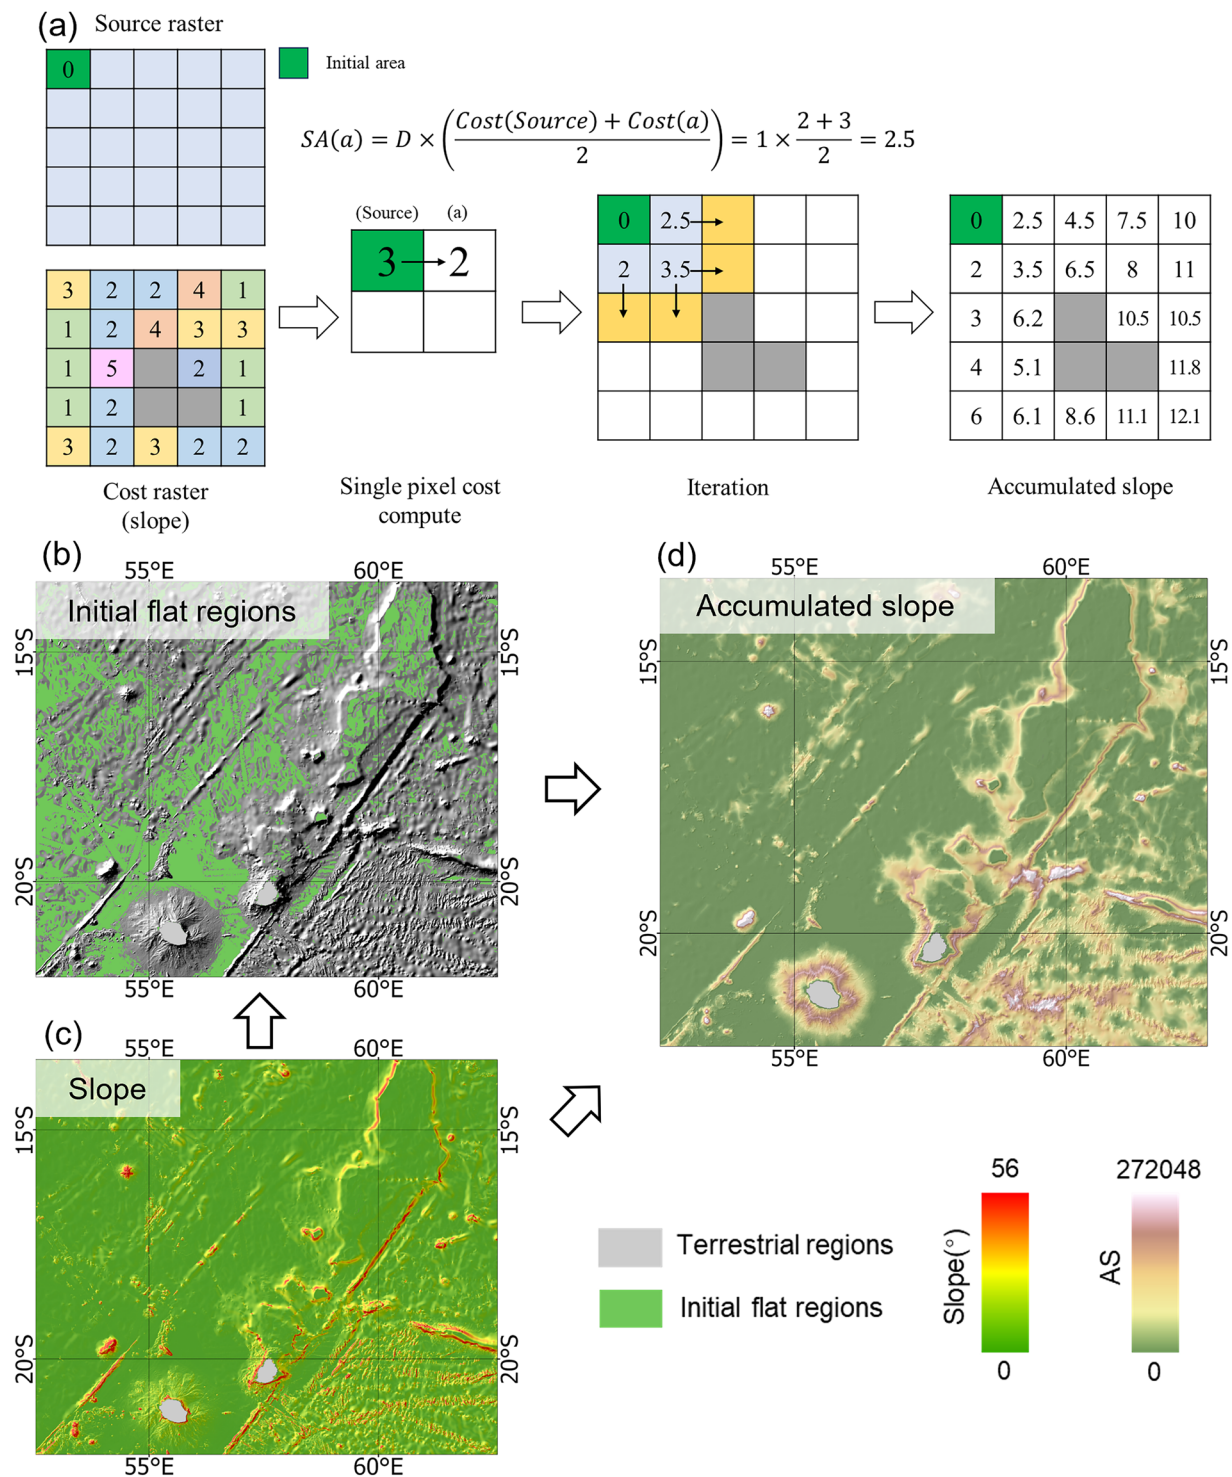 (a) Source raster
0
Initial area
SA(a) = D × (Cost(Source) + Cost(a) / 2) = 1 × 2 + 3 / 2 = 2.5
3 2 2 4 1
1 2 4 3 3
1 5 2 1
1 2 1
3 2 3 2 2
Cost raster
(slope)
(Source) (a)
3 2
Single pixel cost
compute
0 2.5
2 3.5
Iteration
0 2.5 4.5 7.5 10
2 3.5 6.5 8 11
3 6.2 10.5 10.5
4 5.1 11.8
6 6.1 8.6 11.1 12.1
Accumulated slope
(b)
55°E 60°E
Initial flat regions
15°S 15°S
20°S 20°S
55°E 60°E
(c)
55°E 60°E
Slope
15°S 15°S
20°S 20°S
55°E 60°E
(d)
55°E 60°E
Accumulated slope
15°S 15°S
20°S 20°S
55°E 60°E
Terrestrial regions
Initial flat regions
56
Slope(°)
0
272048
AS
0